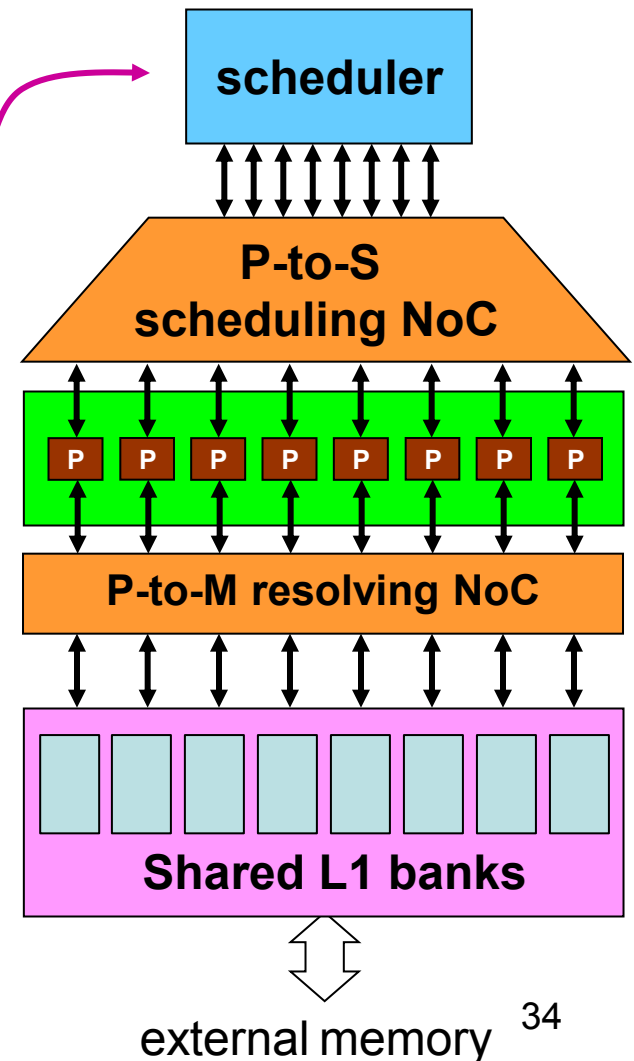 scheduler
P-to-S
scheduling NoC
P P P P P P P P
P-to-M resolving NoC
Shared L1 banks
external memory 34